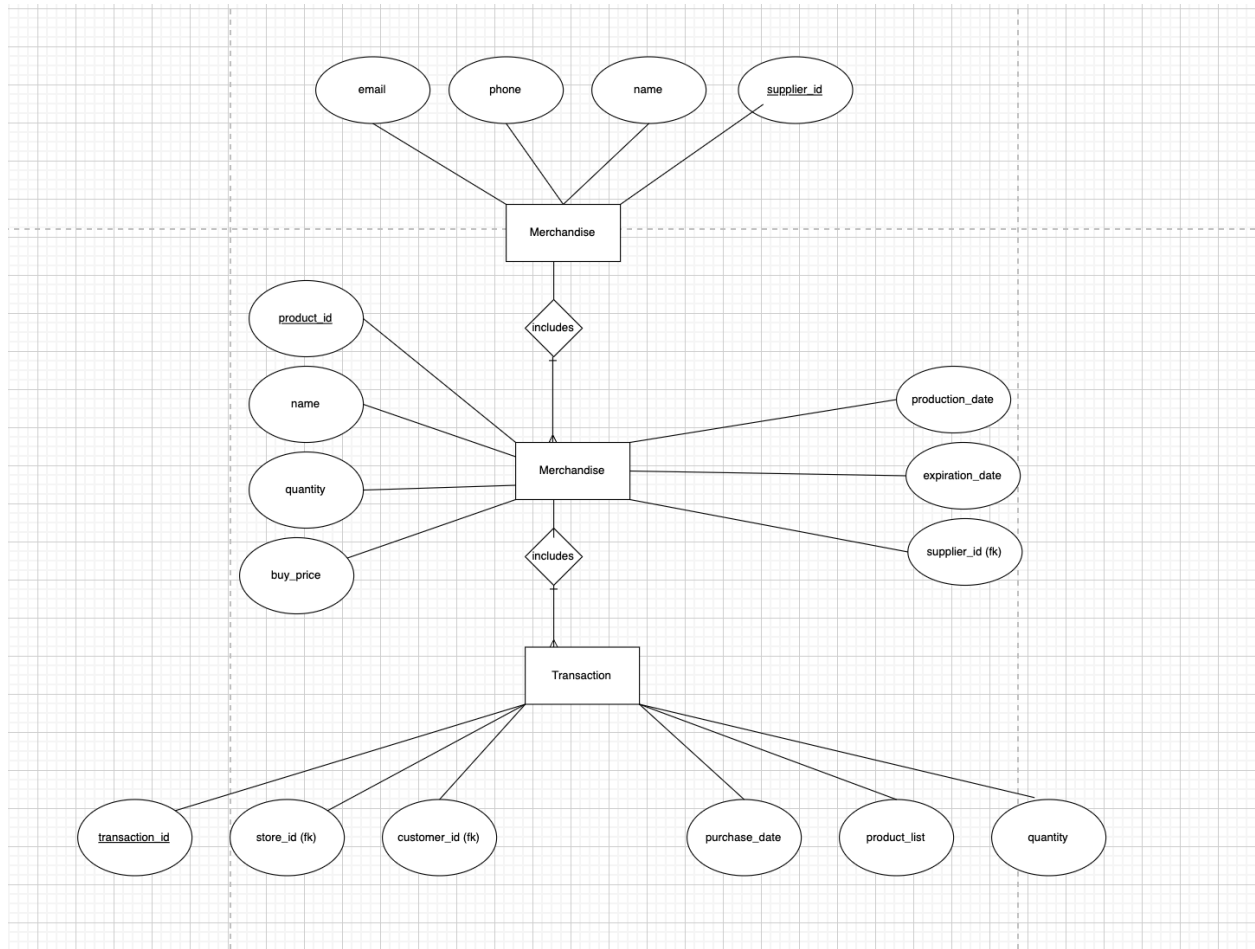 email
phone
name
supplier_id
Merchandise
includes
product_id
name
quantity
buy_price
Merchandise
production_date
expiration_date
supplier_id (fk)
includes
Transaction
transaction_id
store_id (fk)
customer_id (fk)
purchase_date
product_list
quantity